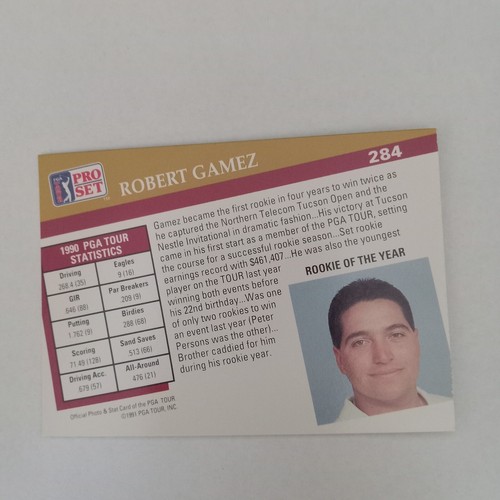 PGA TOUR
PRO SET
ROBERT GAMEZ
284
1990 PGA TOUR
STATISTICS
Driving
268.4 (35)
Eagles
9 (16)
GIR
.646 (88)
Par Breakers
.209 (9)
Putting
1.762 (9)
Birdies
288 (68)
Scoring
71.49 (128)
Sand Saves
.513 (66)
Driving Acc.
.679 (57)
All-Around
476 (21)
Gamez became the first rookie in four years to win twice as
he captured the Northern Telecom Tucson Open and the
Nestle Invitational in dramatic fashion...His victory at Tucson
came in his first start as a member of the PGA TOUR, setting
the course for a successful rookie season...Set rookie
earnings record with $461,407...He was also the youngest
player on the TOUR last year
winning both events before
his 22nd birthday...Was one
of only two rookies to win
an event last year (Peter
Persons was the other)...
Brother caddied for him
during his rookie year.
ROOKIE OF THE YEAR
Official Photo & Stat Card of the PGA TOUR
©1991 PGA TOUR, INC.